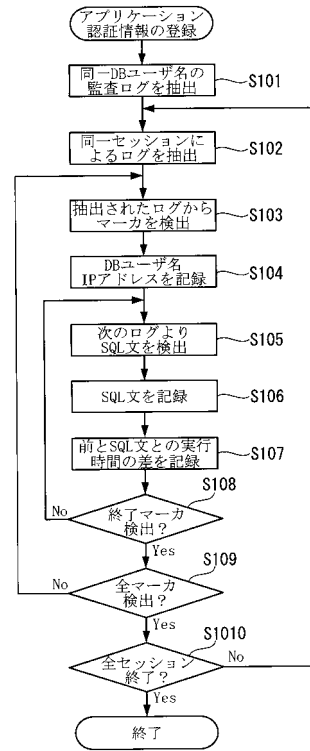 アプリケーション
認証情報の登録
同一DBユーザ名の
監査ログを抽出
S101
同一セッションに
よるログを抽出
S102
抽出されたログから
マーカを検出
S103
DBユーザ名
IPアドレスを記録
S104
次のログより
SQL文を検出
S105
SQL文を記録
S106
前とSQL文との実行
時間の差を記録
S107
終了マーカ
検出?
S108
No
Yes
全マーカ
検出?
S109
No
Yes
全セッション
終了?
S1010
No
Yes
終了